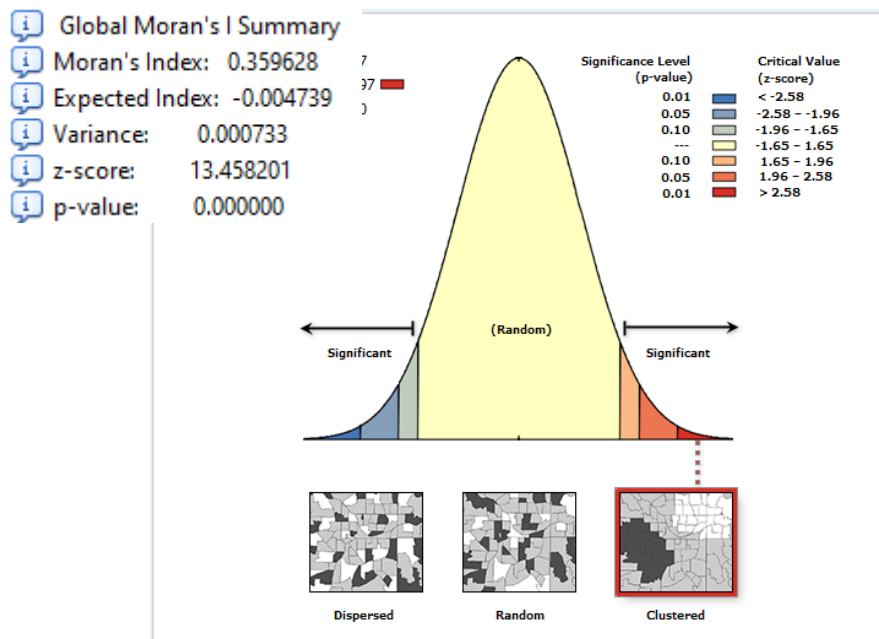 Global Moran's I Summary
Moran's Index: 0.359628
Expected Index: -0.004739
Variance: 0.000733
z-score: 13.458201
p-value: 0.000000
7
97
0
Significance Level Critical Value
(p-value) (z-score)
0.01 < -2.58
0.05 -2.58 – -1.96
0.10 -1.96 – -1.65
--- -1.65 – 1.65
0.10 1.65 – 1.96
0.05 1.96 – 2.58
0.01 > 2.58
(Random)
Significant Significant
Dispersed Random Clustered